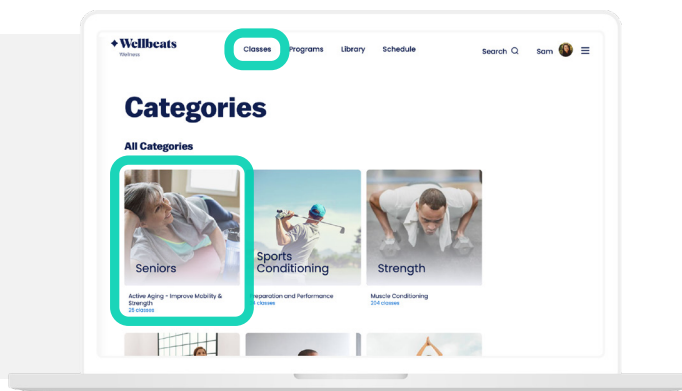 Wellbeats
Wellness
Classes Programs Library Schedule Search Sam
Categories
All Categories
Seniors
Sports
Conditioning
Strength
Active Aging - Improve Mobility &
Strength
28 classes
Preparation and Performance
classes
Muscle Conditioning
204 classes